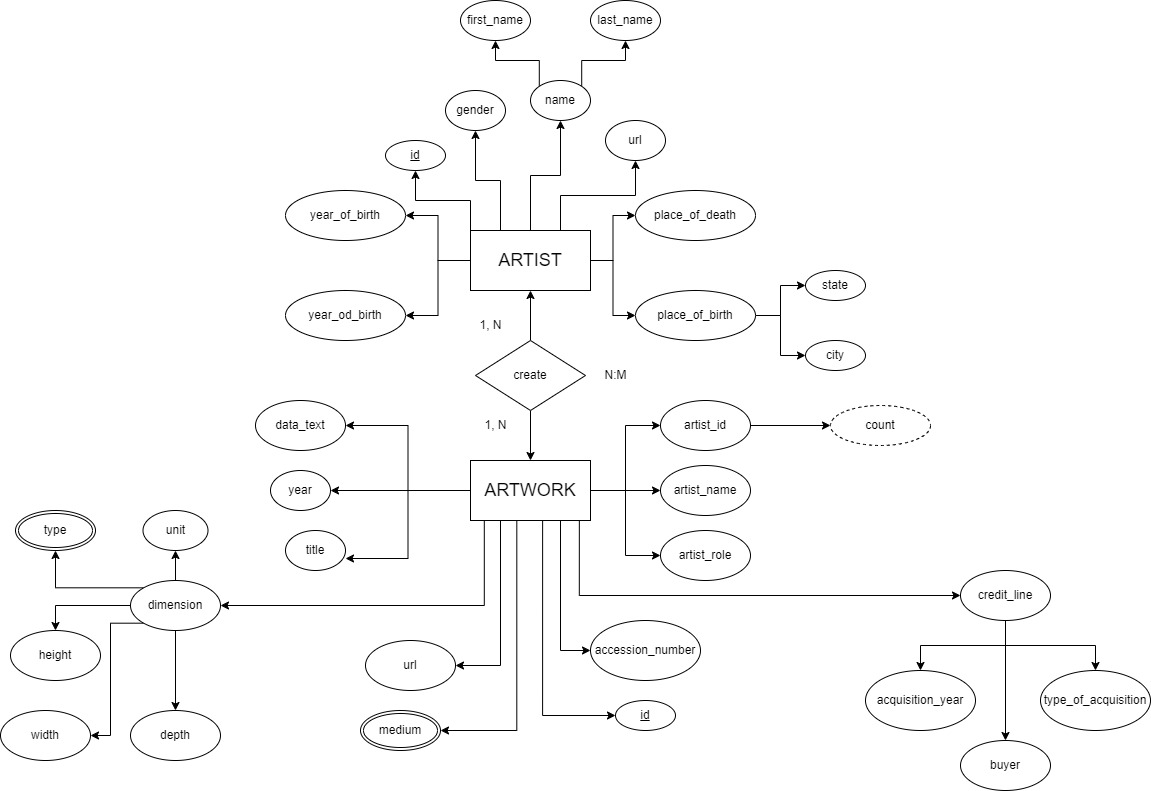 first_name
last_name
name
gender
url
id
year_of_birth
place_of_death
ARTIST
state
year_od_birth
place_of_birth
1, N
city
create
N:M
data_text
1, N
artist_id
count
year
ARTWORK
artist_name
type
unit
title
artist_role
dimension
credit_line
height
url
accession_number
acquisition_year
type_of_acquisition
id
width
depth
medium
buyer